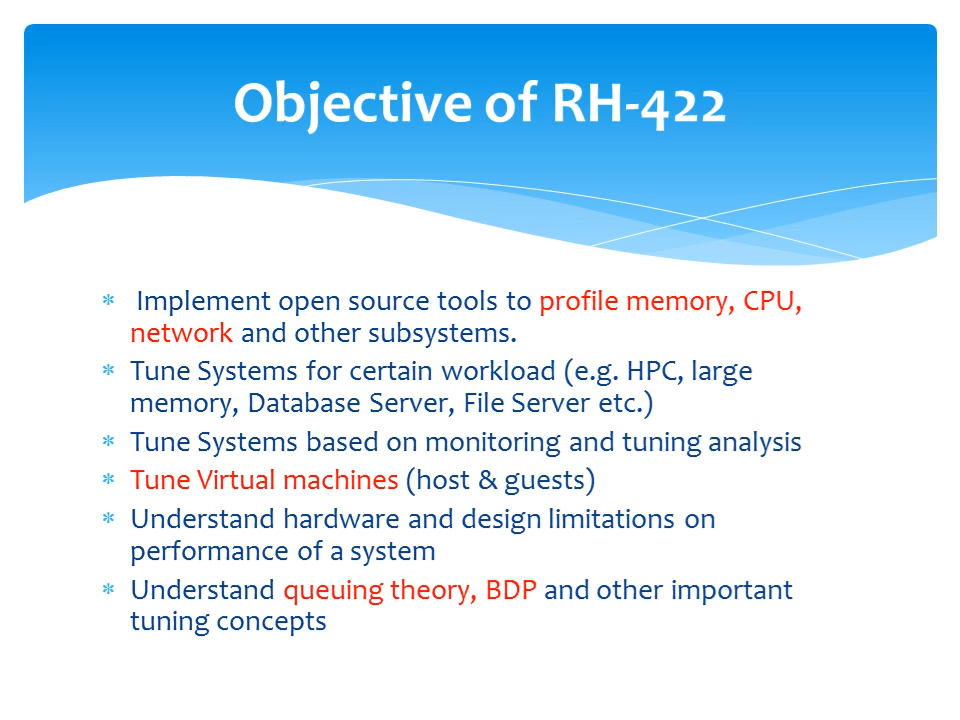 Objective of RH-422
* Implement open source tools to profile memory, CPU,
network and other subsystems.
* Tune Systems for certain workload (e.g. HPC, large
memory, Database Server, File Server etc.)
* Tune Systems based on monitoring and tuning analysis
* Tune Virtual machines (host & guests)
* Understand hardware and design limitations on
performance of a system
* Understand queuing theory, BDP and other important
tuning concepts